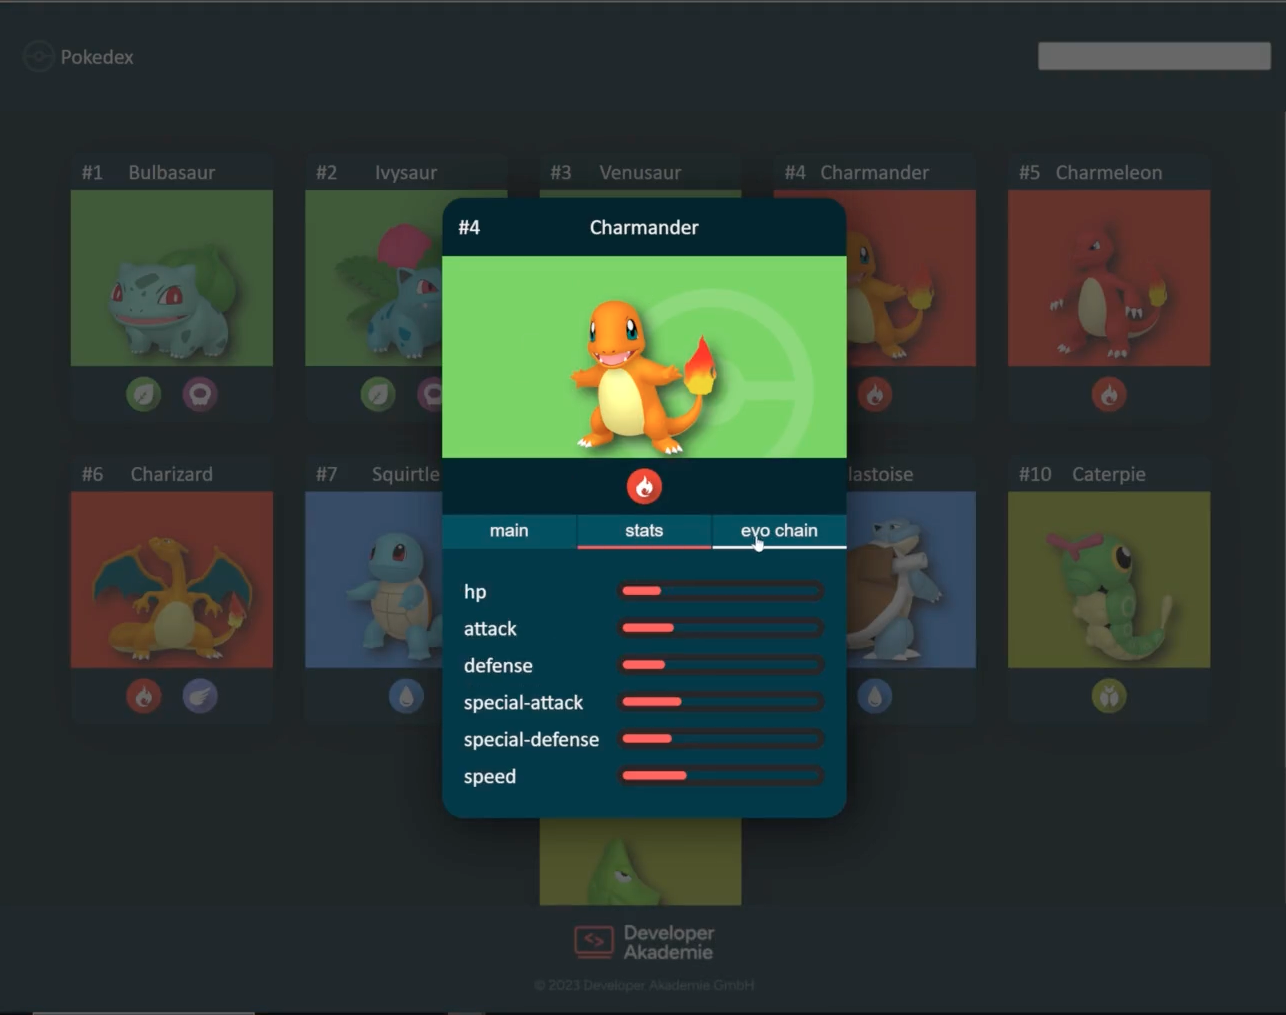 Pokedex
#1 Bulbasaur
#2 Ivysaur
#3 Venusaur
#4 Charmander
#5 Charmeleon
#4 Charmander
#6 Charizard
#7 Squirtle
lastoise
#10 Caterpie
main
stats
evo chain
hp
attack
defense
special-attack
special-defense
speed
Developer
Akademie
© 2023 Developer Akademie GmbH